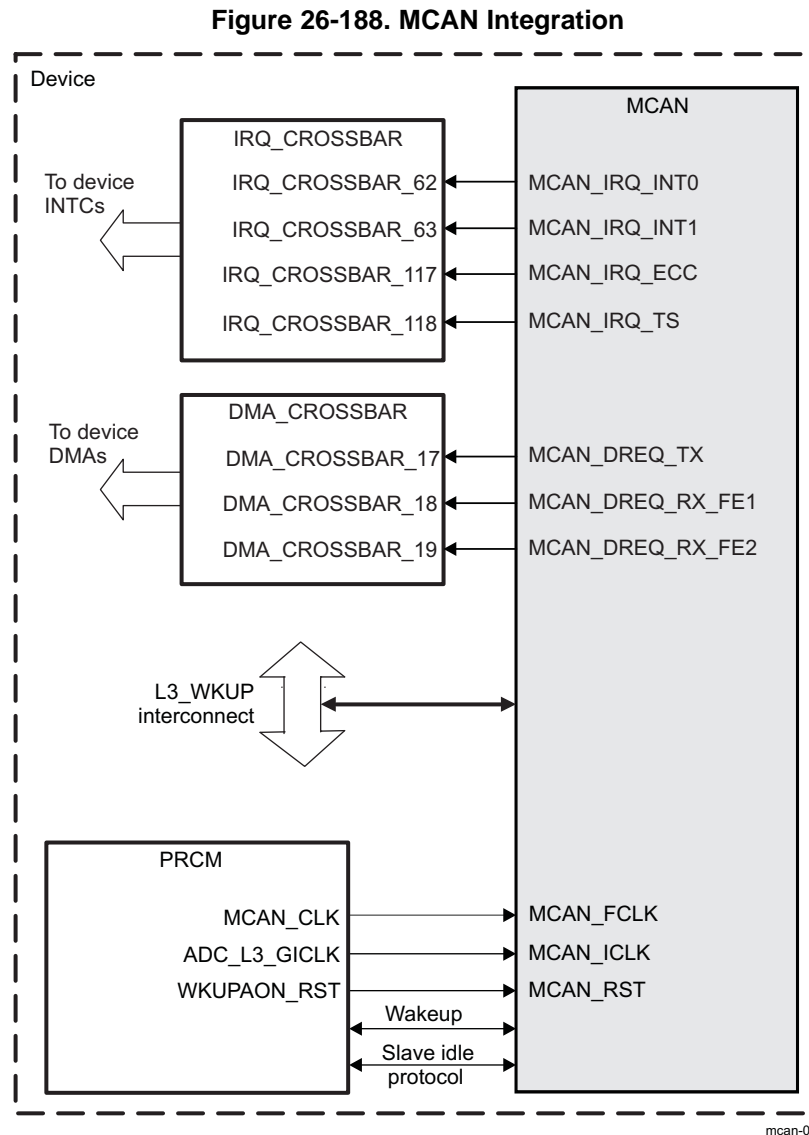 Figure 26-188. MCAN Integration
Device
MCAN
IRQ_CROSSBAR
To device
INTCs
IRQ_CROSSBAR_62
MCAN_IRQ_INT0
IRQ_CROSSBAR_63
MCAN_IRQ_INT1
IRQ_CROSSBAR_117
MCAN_IRQ_ECC
IRQ_CROSSBAR_118
MCAN_IRQ_TS
DMA_CROSSBAR
To device
DMAs
DMA_CROSSBAR_17
MCAN_DREQ_TX
DMA_CROSSBAR_18
MCAN_DREQ_RX_FE1
DMA_CROSSBAR_19
MCAN_DREQ_RX_FE2
L3_WKUP
interconnect
PRCM
MCAN_CLK
MCAN_FCLK
ADC_L3_GICLK
MCAN_ICLK
WKUPAON_RST
MCAN_RST
Wakeup
Slave idle
protocol
mcan-0